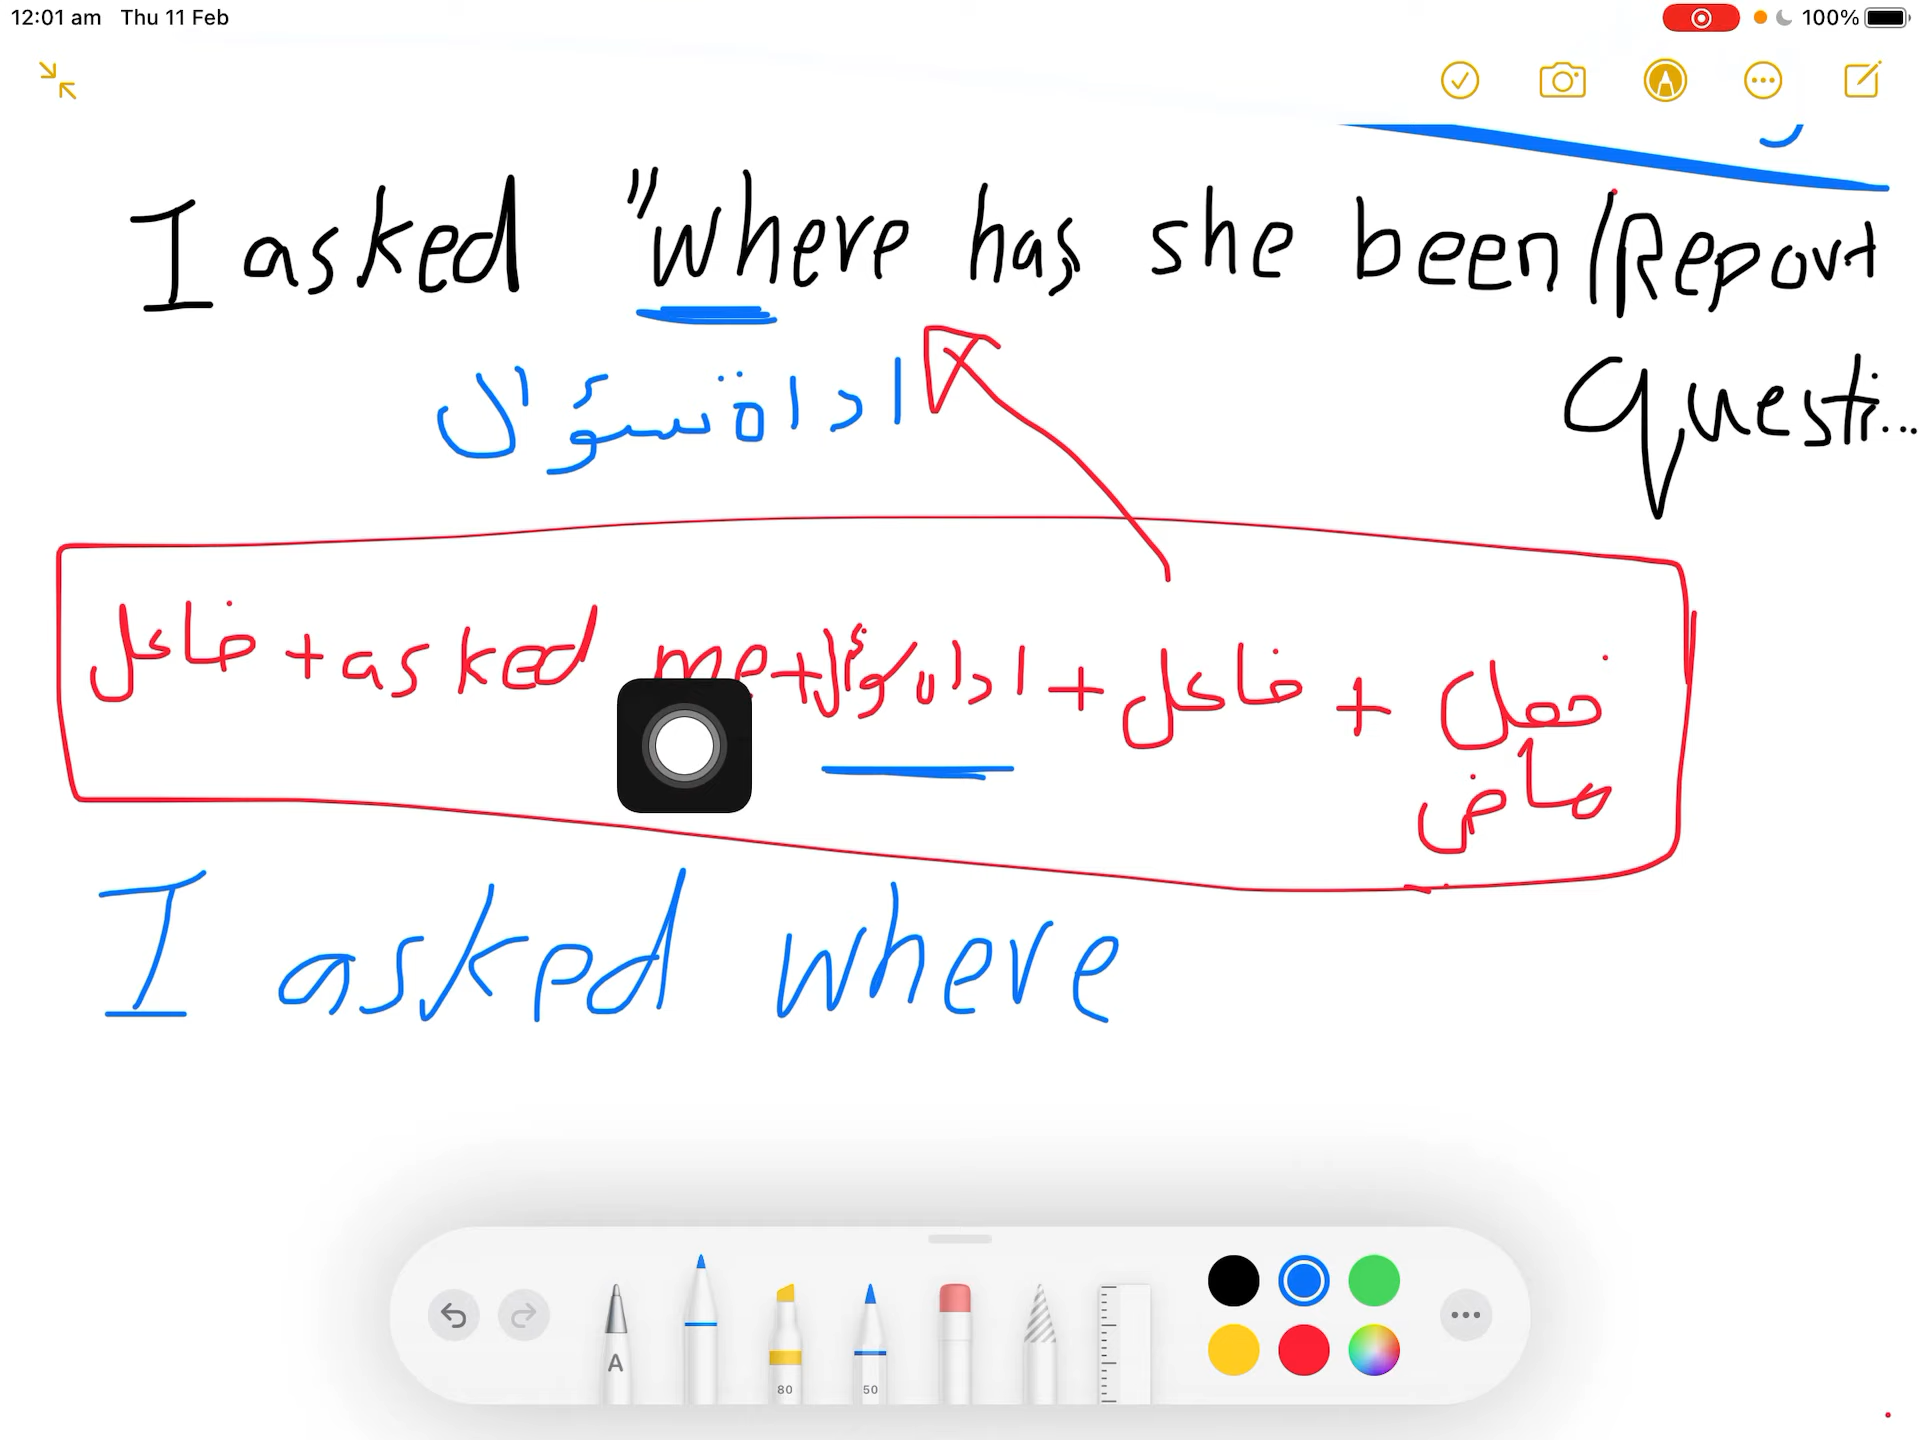 12:01 am Thu 11 Feb 100%
I asked "where has she been/Report
Questi...
اداة سؤال
فاعل + asked me + اداة سؤال + فاعل + فعل
ماض
I asked where
A 80 50